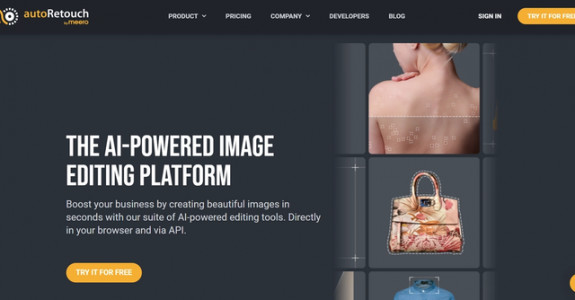 autoRetouch
by meero
PRODUCT
PRICING
COMPANY
DEVELOPERS
BLOG
SIGN IN
TRY IT FOR FREE
THE AI-POWERED IMAGE
EDITING PLATFORM
Boost your business by creating beautiful images in
seconds with our suite of AI-powered editing tools. Directly
in your browser and via API.
TRY IT FOR FREE